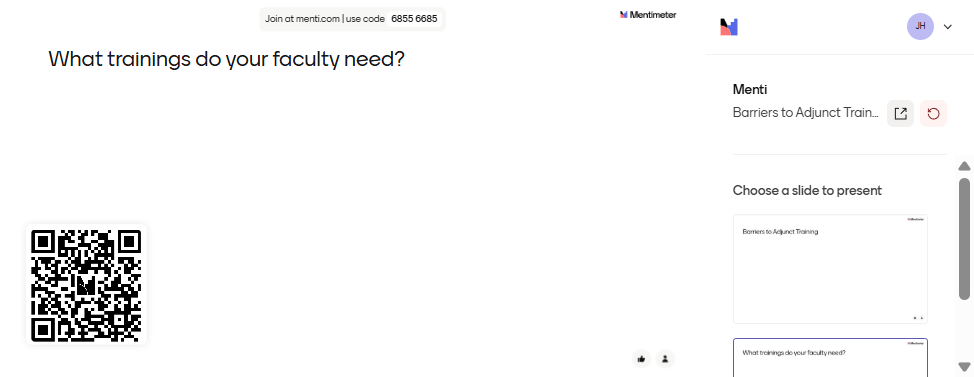 Join at menti.com | use code 6855 6685
Mentimeter
What trainings do your faculty need?
JH
Menti
Barriers to Adjunct Train...
Choose a slide to present
Barriers to Adjunct Training
What trainings do your faculty need?